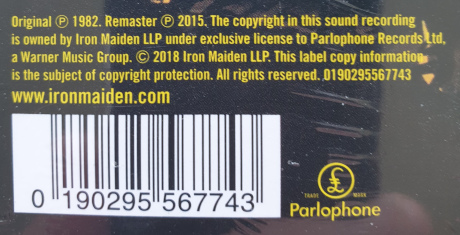 Original Ⓟ 1982. Remaster Ⓟ 2015. The copyright in this sound recording
is owned by Iron Maiden LLP under exclusive license to Parlophone Records Ltd,
a Warner Music Group. Ⓒ 2018 Iron Maiden LLP. This label copy information
is the subject of copyright protection. All rights reserved. 0190295567743
www.ironmaiden.com
0 190295 567743
£
TRADE MARK
Parlophone